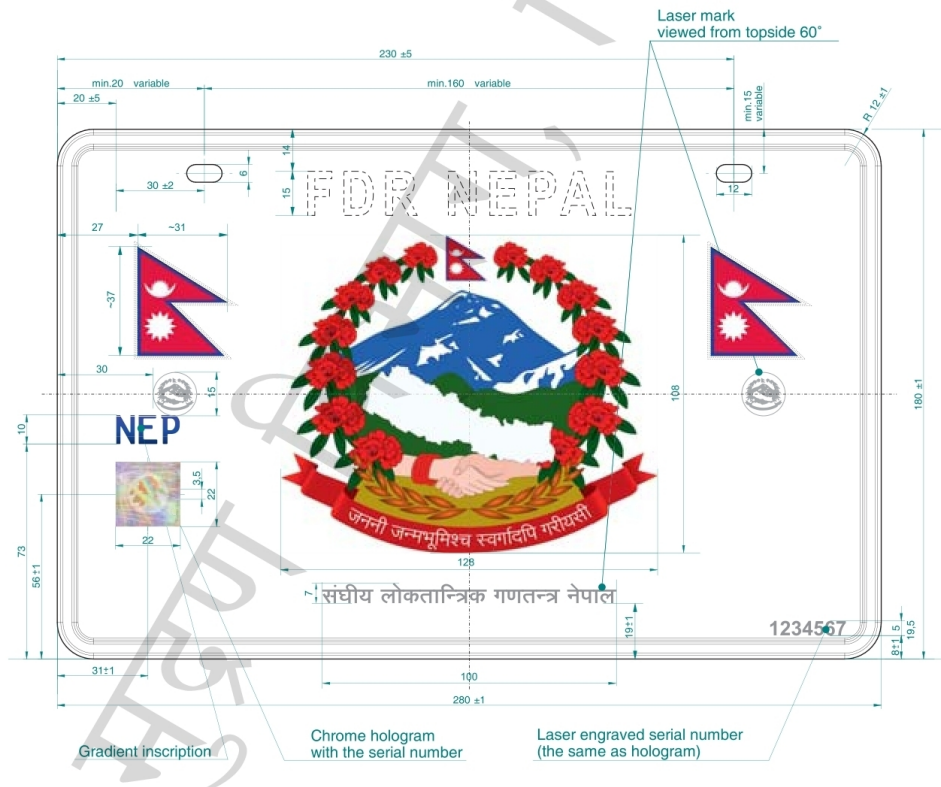 Laser mark
viewed from topside 60°
230 ±5
min.20 variable
min.160 variable
20 ±5
min.15
variable
R 12 ±1
14
6
30 ±2
15
FDR NEPAL
12
27
~31
~37
30
15
108
180 ±1
10
NEP
3,5
22
22
जननी जन्मभूमिश्च स्वर्गादपि गरीयसी
128
73
56 ±1
7
संघीय लोकतान्त्रिक गणतन्त्र नेपाल
19±1
1234567
5
8±1
19,5
31±1
100
280 ±1
Gradient inscription
Chrome hologram
with the serial number
Laser engraved serial number
(the same as hologram)